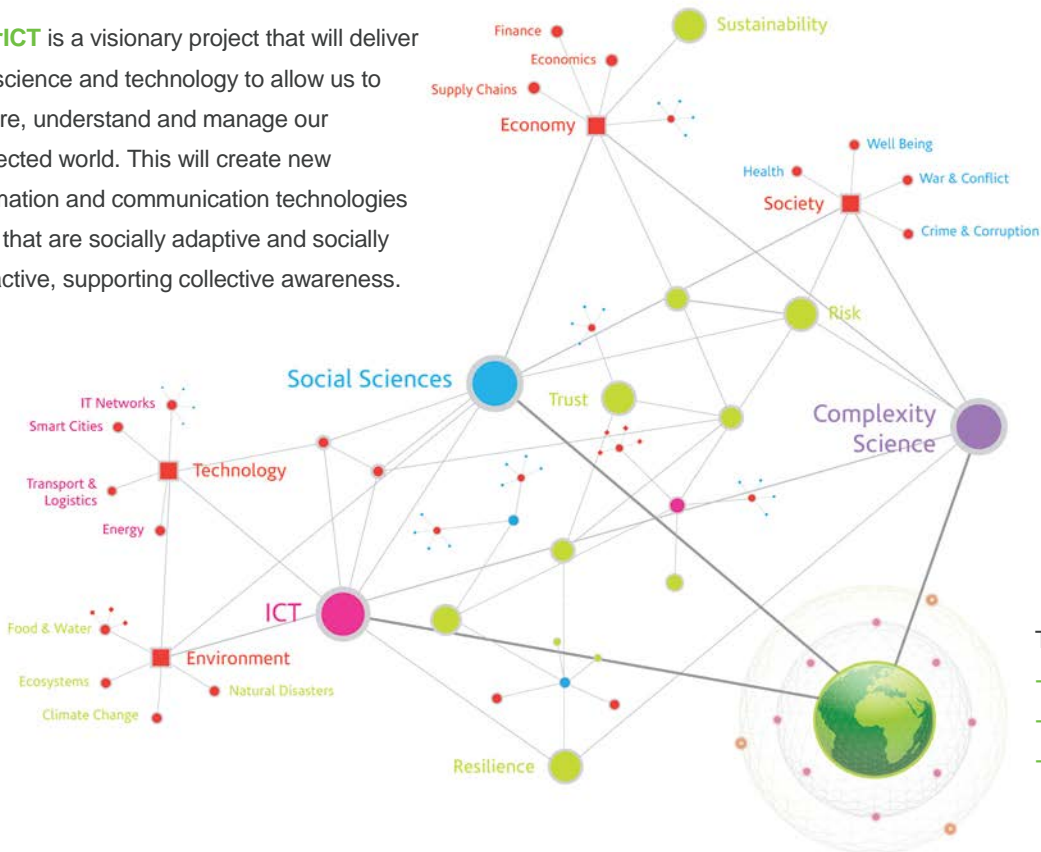 rICT is a visionary project that will deliver
science and technology to allow us to
re, understand and manage our
ected world. This will create new
mation and communication technologies
that are socially adaptive and socially
active, supporting collective awareness.
Sustainability
Finance
Economics
Supply Chains
Economy
Well Being
Health
War & Conflict
Society
Crime & Corruption
Risk
Social Sciences
Trust
Complexity
Science
IT Networks
Smart Cities
Technology
Transport &
Logistics
Energy
ICT
Food & Water
Environment
Ecosystems
Natural Disasters
Climate Change
Resilience
T